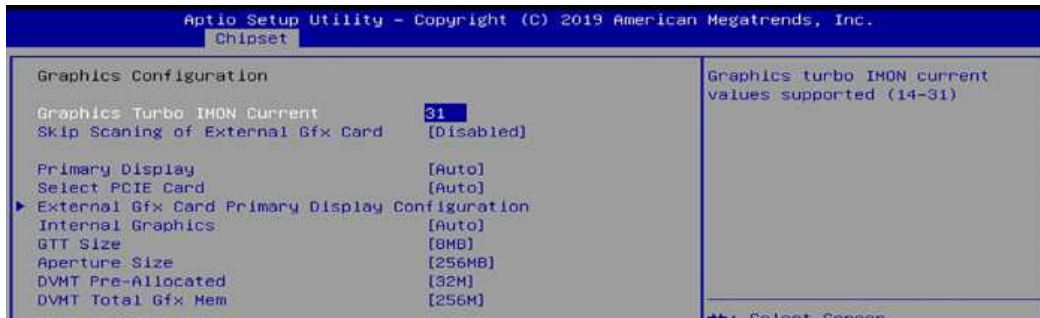 Aptio Setup Utility – Copyright (C) 2019 American Megatrends, Inc.
Chipset
Graphics Configuration
Graphics Turbo IMON Current 31
Skip Scaning of External Gfx Card [Disabled]
Primary Display [Auto]
Select PCIE Card [Auto]
External Gfx Card Primary Display Configuration
Internal Graphics [Auto]
GTT Size [8MB]
Aperture Size [256MB]
DVMT Pre-Allocated [32M]
DVMT Total Gfx Mem [256M]
Graphics turbo IMON current
values supported (14-31)